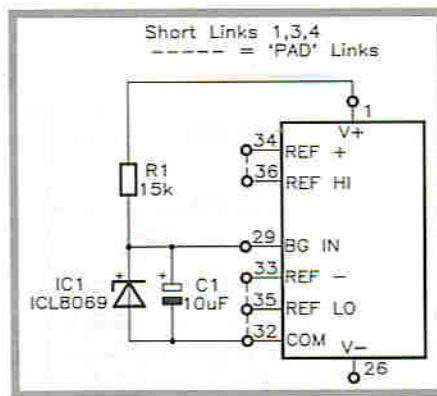 Short Links 1,3,4
----- = 'PAD' Links
1
V+
34
REF +
36
REF HI
R1
15k
29
BG IN
33
REF -
IC1
ICL8069
+
+
C1
10uF
35
REF LO
32
COM
V-
26